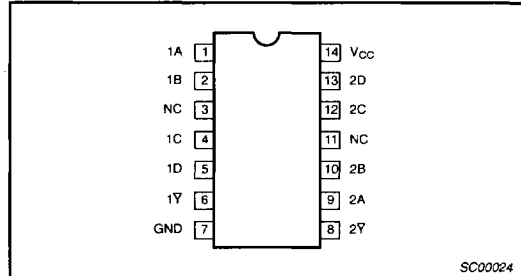 1A 1 14 VCC
1B 2 13 2D
NC 3 12 2C
1C 4 11 NC
1D 5 10 2B
1Y̅ 6 9 2A
GND 7 8 2Y̅
SC00024